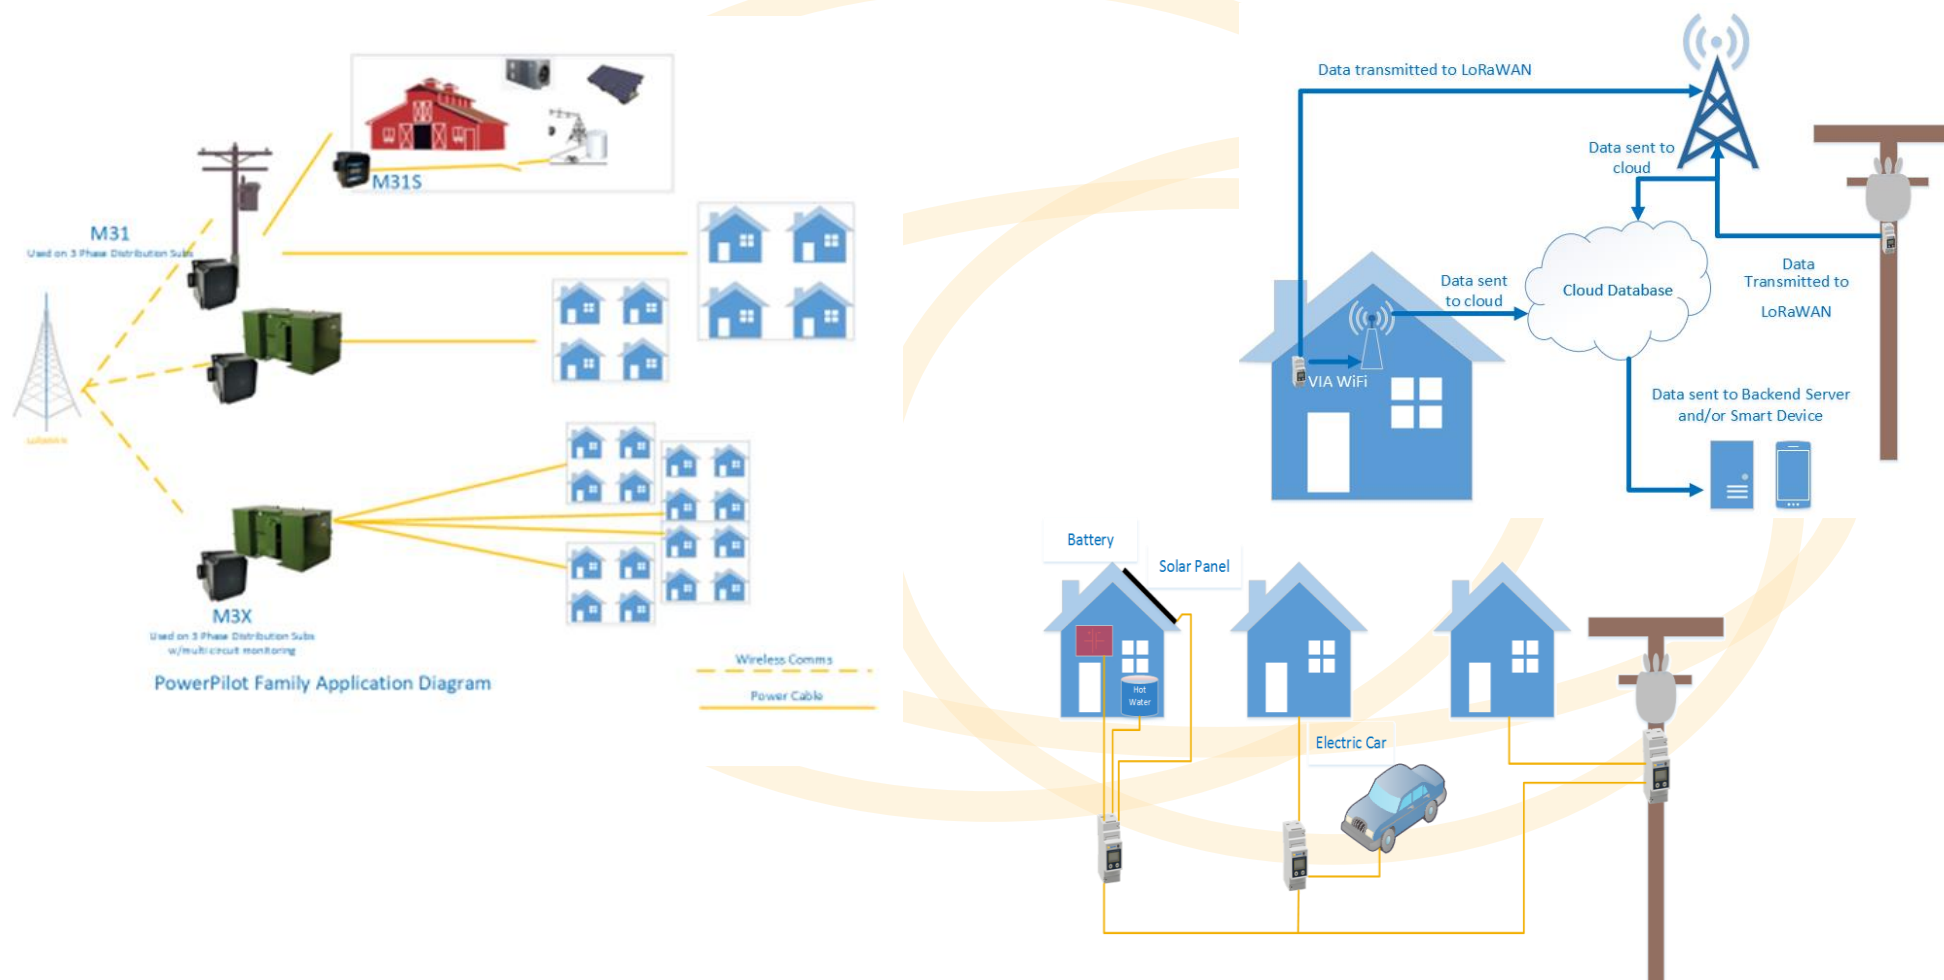 M31S
M31
Used on 3 Phase Distribution Subs
LoRaWAN
M3X
Used on 3 Phase Distribution Subs
w/multi circuit monitoring
PowerPilot Family Application Diagram
Wireless Comms
Power Cable
Data transmitted to LoRaWAN
Data sent to
cloud
Data sent
to cloud
Cloud Database
Data
Transmitted to
LoRaWAN
VIA WiFi
Data sent to Backend Server
and/or Smart Device
Battery
Solar Panel
Hot
Water
Electric Car